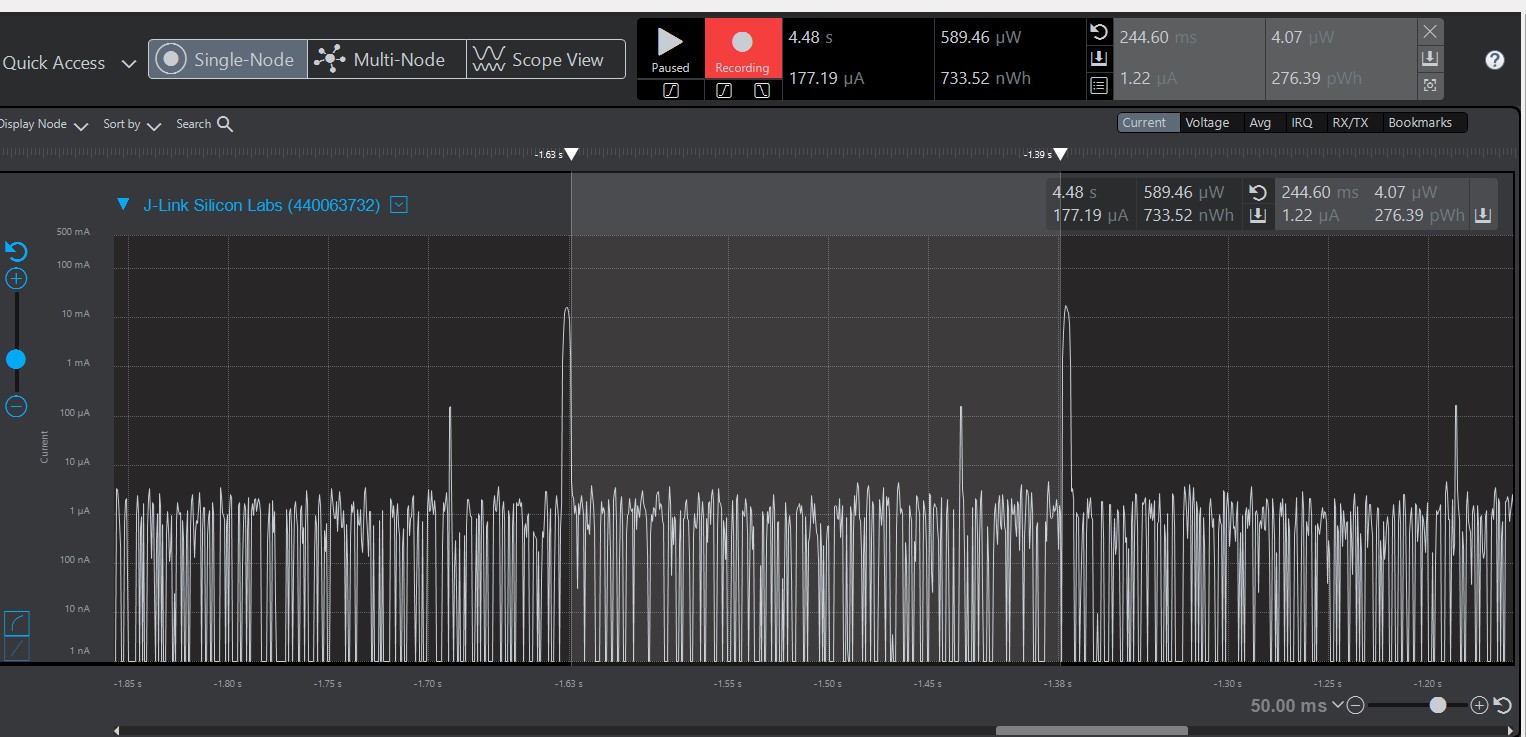 Quick Access
Single-Node
Multi-Node
Scope View
Paused
Recording
4.48 s
177.19 µA
589.46 µW
733.52 nWh
244.60 ms
1.22 µA
4.07 µW
276.39 pWh
?
Display Node
Sort by
Search
Current
Voltage
Avg
IRQ
RX/TX
Bookmarks
-1.63 s
-1.39 s
J-Link Silicon Labs (440063732)
4.48 s
177.19 µA
589.46 µW
733.52 nWh
244.60 ms
1.22 µA
4.07 µW
276.39 pWh
500 mA
100 mA
10 mA
1 mA
100 µA
10 µA
1 µA
100 nA
10 nA
1 nA
Current
-1.85 s
-1.80 s
-1.75 s
-1.70 s
-1.63 s
-1.55 s
-1.50 s
-1.45 s
-1.38 s
-1.30 s
-1.25 s
-1.20 s
50.00 ms